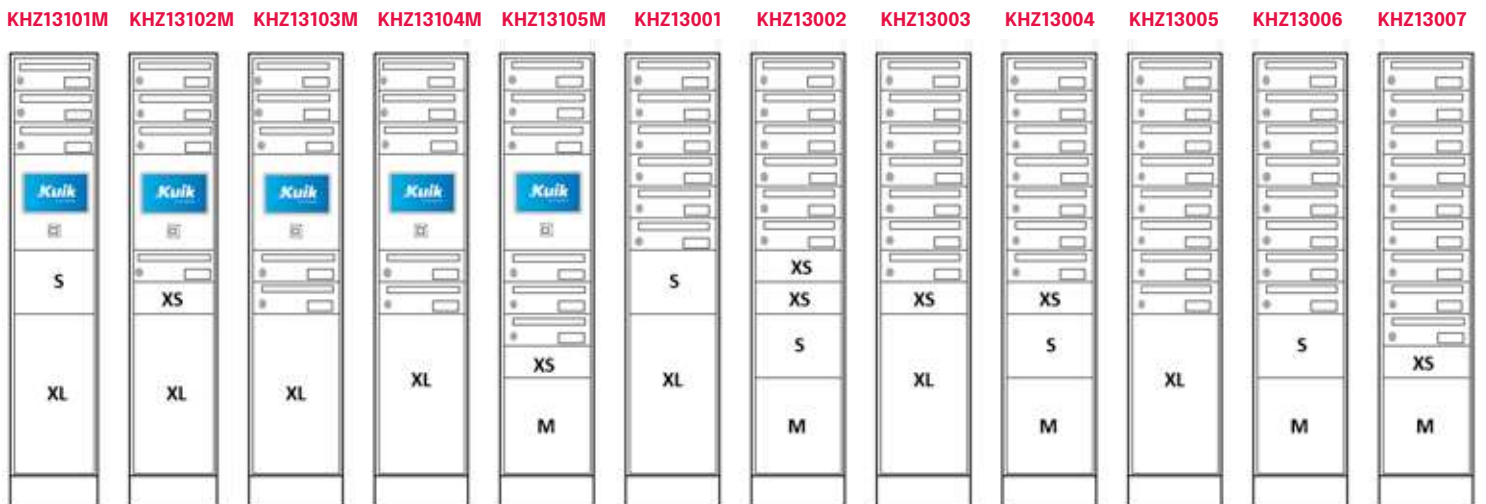 KHZ13101M KHZ13102M KHZ13103M KHZ13104M KHZ13105M KHZ13001 KHZ13002 KHZ13003 KHZ13004 KHZ13005 KHZ13006 KHZ13007
Kuik Kuik Kuik Kuik Kuik
S XS S
XS XS XS XS
S S S
XS XS
XL XL XL XL XL XL XL
M M M M M